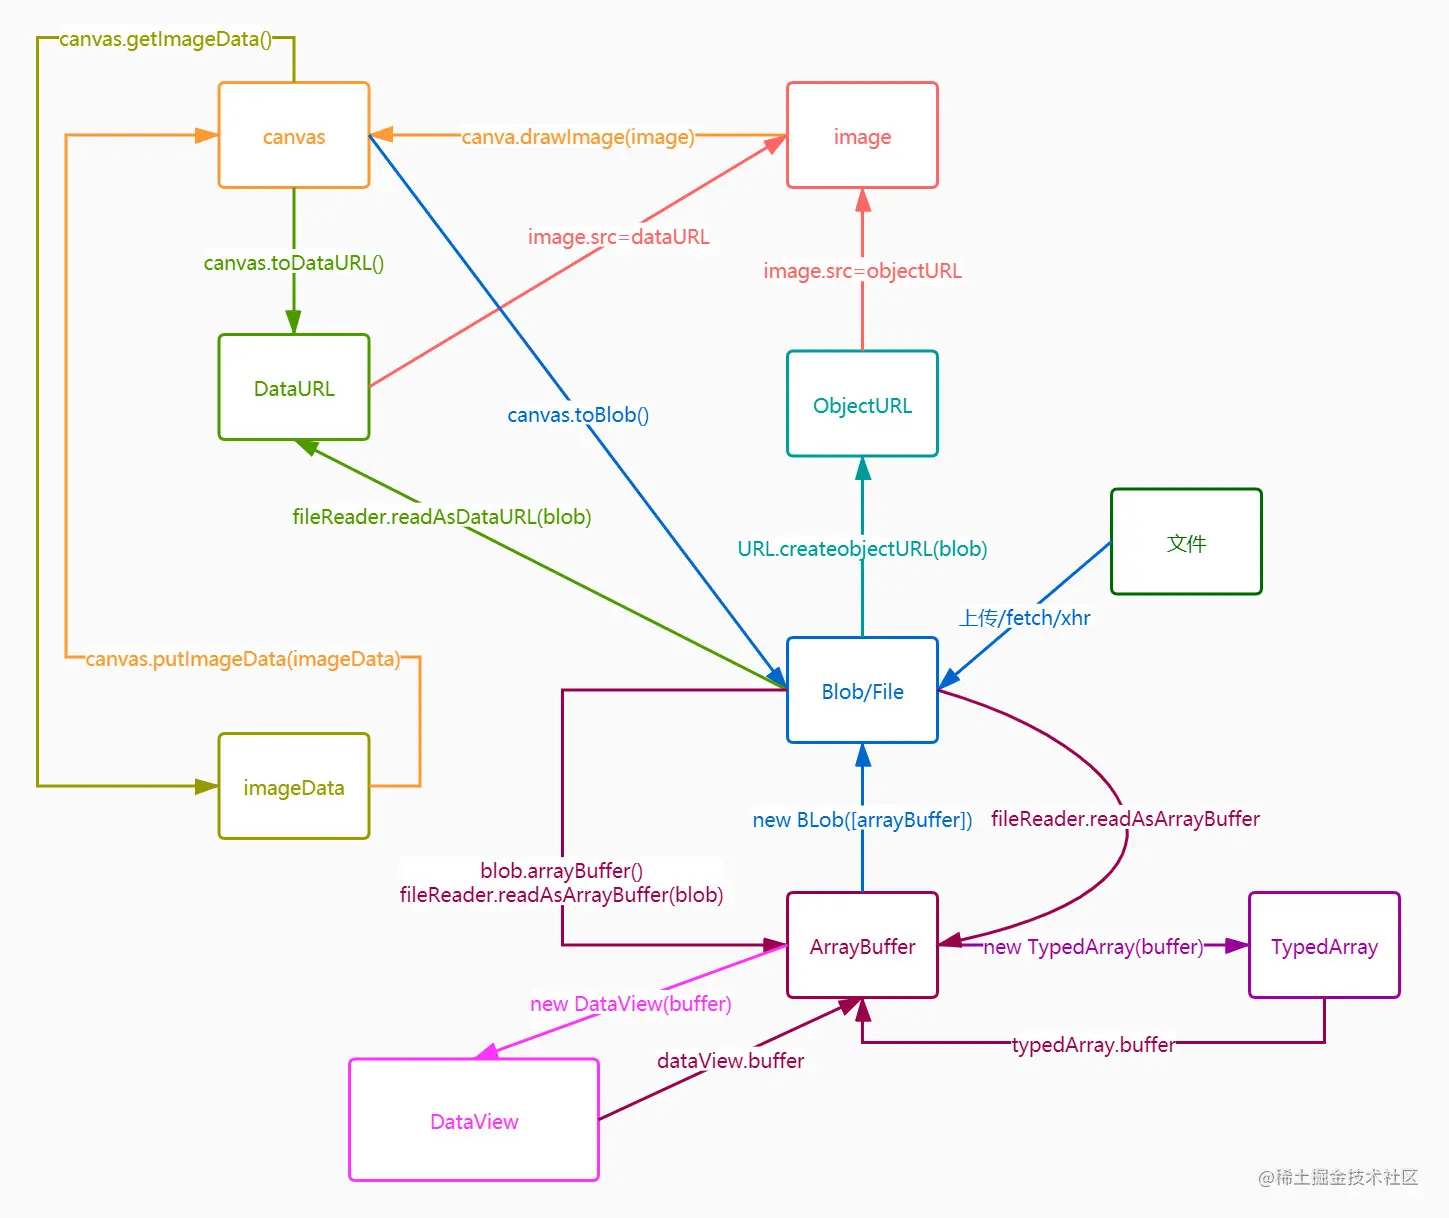 canvas.getImageData()
canvas
canva.drawImage(image)
image
image.src=dataURL
canvas.toDataURL()
image.src=objectURL
DataURL
ObjectURL
canvas.toBlob()
fileReader.readAsDataURL(blob)
URL.createobjectURL(blob)
文件
上传/fetch/xhr
canvas.putImageData(imageData)
Blob/File
imageData
new BLob([arrayBuffer])
fileReader.readAsArrayBuffer
blob.arrayBuffer()
fileReader.readAsArrayBuffer(blob)
ArrayBuffer
new TypedArray(buffer)
TypedArray
new DataView(buffer)
typedArray.buffer
dataView.buffer
DataView
@稀土掘金技术社区